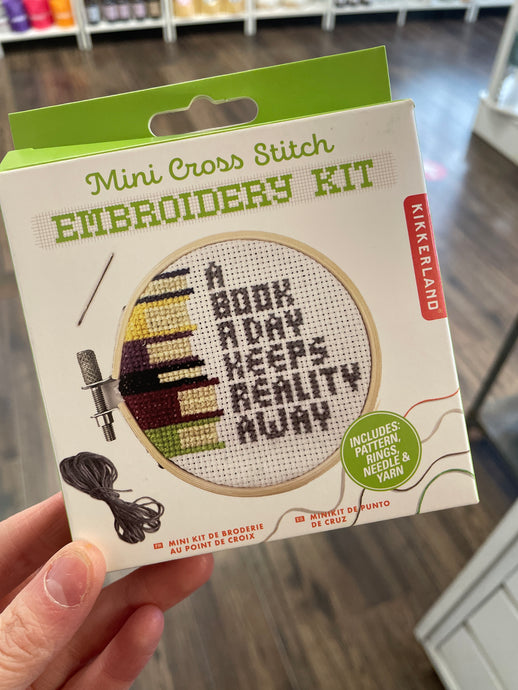 Mini Cross Stitch
EMBROIDERY KIT
KIKKERLAND
A
BOOK
A DAY
KEEPS
REALITY
AWAY
INCLUDES:
PATTERN,
RINGS,
NEEDLE &
YARN
FR MINI KIT DE BRODERIE
AU POINT DE CROIX
ES MINIKIT DE PUNTO
DE CRUZ